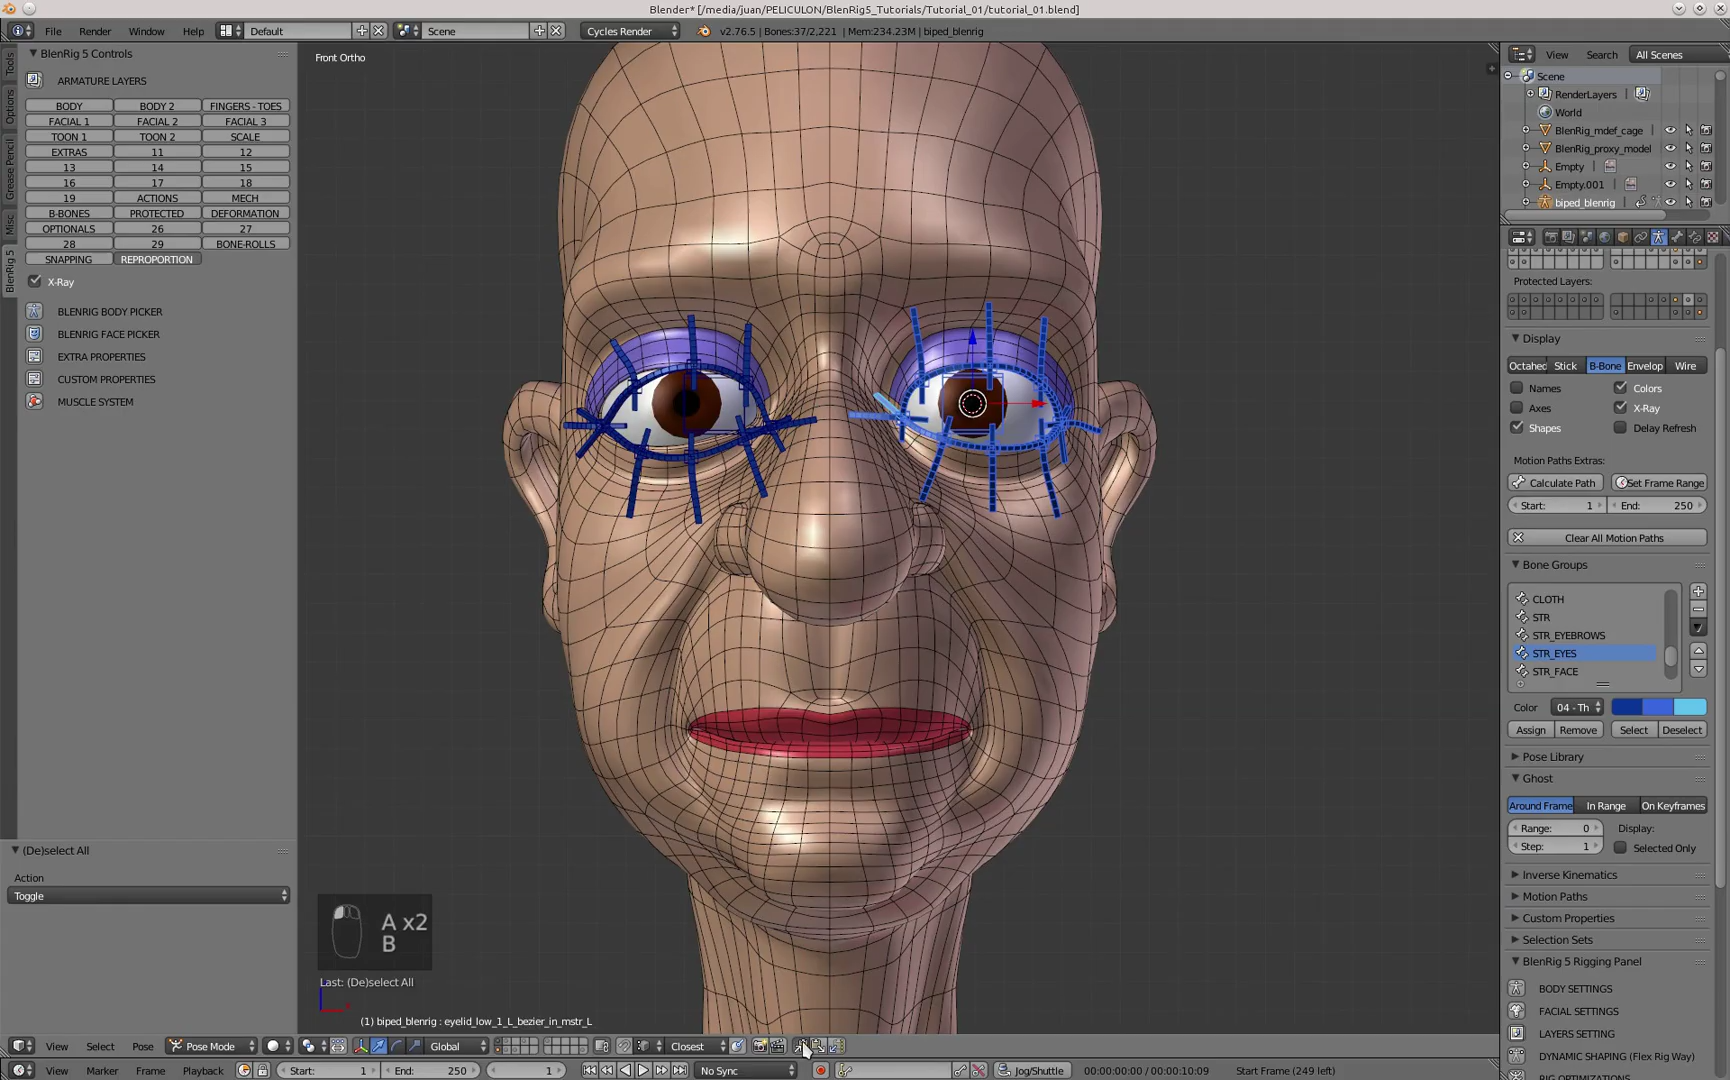 Blender* [/media/juan/PELICULON/BlenRig5_Tutorials/Tutorial_01/tutorial_01.blend]
File Render Window Help Default Scene Cycles Render v2.76.5 | Bones:37/2,221 | Mem:234.23M | biped_blenrig
Tools
Options
Grease Pencil
Misc
BlenRig 5
BlenRig 5 Controls
ARMATURE LAYERS
BODY BODY 2 FINGERS - TOES
FACIAL 1 FACIAL 2 FACIAL 3
TOON 1 TOON 2 SCALE
EXTRAS 11 12
13 14 15
16 17 18
19 ACTIONS MECH
B-BONES PROTECTED DEFORMATION
OPTIONALS 26 27
28 29 BONE-ROLLS
SNAPPING REPROPORTION
X-Ray
BLENRIG BODY PICKER
BLENRIG FACE PICKER
EXTRA PROPERTIES
CUSTOM PROPERTIES
MUSCLE SYSTEM
(De)select All
Action
Toggle
Front Ortho
A x2
B
Last: (De)select All
(1) biped_blenrig : eyelid_low_1_L_bezier_in_mstr_L
View Select Pose Pose Mode Global Closest
View Marker Frame Playback Start: 1 End: 250 1 No Sync Jog/Shuttle 00:00:00:00 / 00:00:10:09 Start Frame (249 left)
View Search All Scenes
Scene
RenderLayers
World
BlenRig_mdef_cage
BlenRig_proxy_model
Empty
Empty.001
biped_blenrig
Protected Layers:
Display
Octahed Stick B-Bone Envelop Wire
Names Colors
Axes X-Ray
Shapes Delay Refresh
Motion Paths Extras:
Calculate Path Set Frame Range
Start: 1 End: 250
Clear All Motion Paths
Bone Groups
CLOTH
STR
STR_EYEBROWS
STR_EYES
STR_FACE
Color 04 - Th
Assign Remove Select Deselect
Pose Library
Ghost
Around Frame In Range On Keyframes
Range: 0 Display:
Step: 1 Selected Only
Inverse Kinematics
Motion Paths
Custom Properties
Selection Sets
BlenRig 5 Rigging Panel
BODY SETTINGS
FACIAL SETTINGS
LAYERS SETTING
DYNAMIC SHAPING (Flex Rig Way)